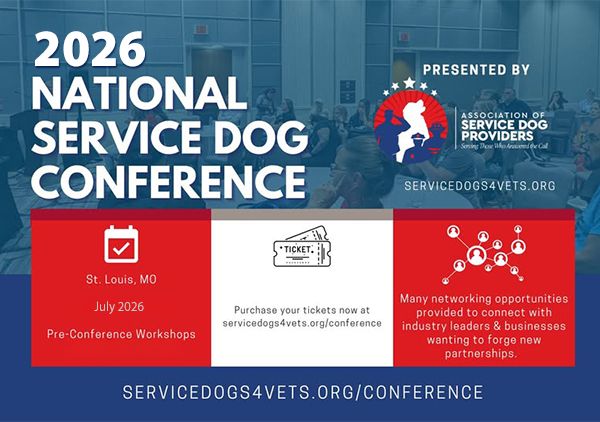 2026
NATIONAL
SERVICE DOG
CONFERENCE
PRESENTED BY
ASSOCIATION OF
SERVICE DOG
PROVIDERS
Serving Those Who Answered the Call
SERVICEDOGS4VETS.ORG
St. Louis, MO
July 2026
Pre-Conference Workshops
TICKET
Purchase your tickets now at
servicedogs4vets.org/conference
Many networking opportunities
provided to connect with
industry leaders & businesses
wanting to forge new
partnerships.
SERVICEDOGS4VETS.ORG/CONFERENCE